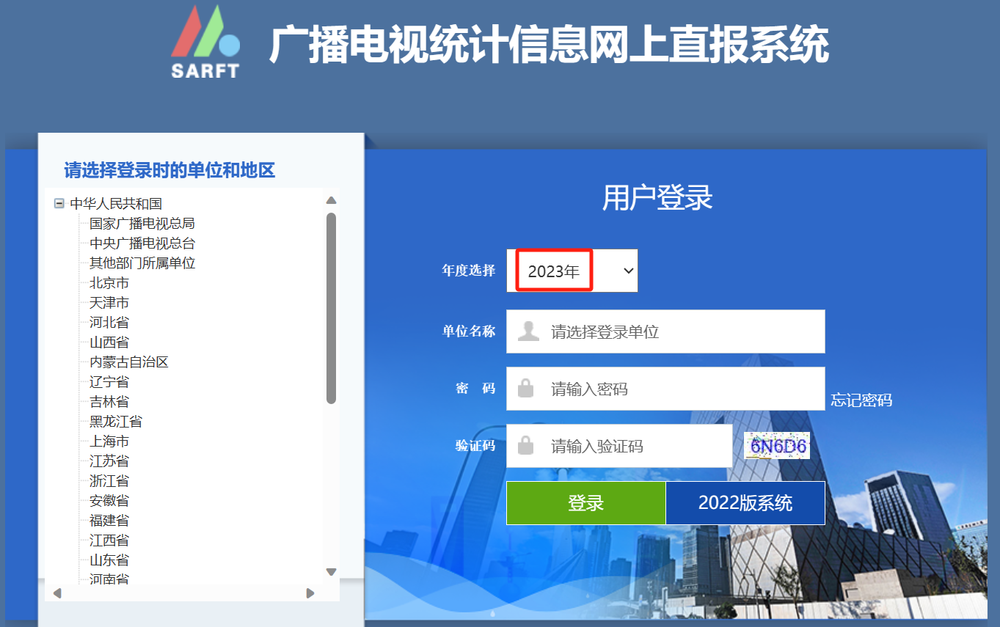 SARFT
广播电视统计信息网上直报系统
请选择登录时的单位和地区
中华人民共和国
国家广播电视总局
中央广播电视总台
其他部门所属单位
北京市
天津市
河北省
山西省
内蒙古自治区
辽宁省
吉林省
黑龙江省
上海市
江苏省
浙江省
安徽省
福建省
江西省
山东省
河南省
用户登录
年度选择 2023年
单位名称 请选择登录单位
密 码 请输入密码 忘记密码
验证码 请输入验证码 6N6D6
登录 2022版系统